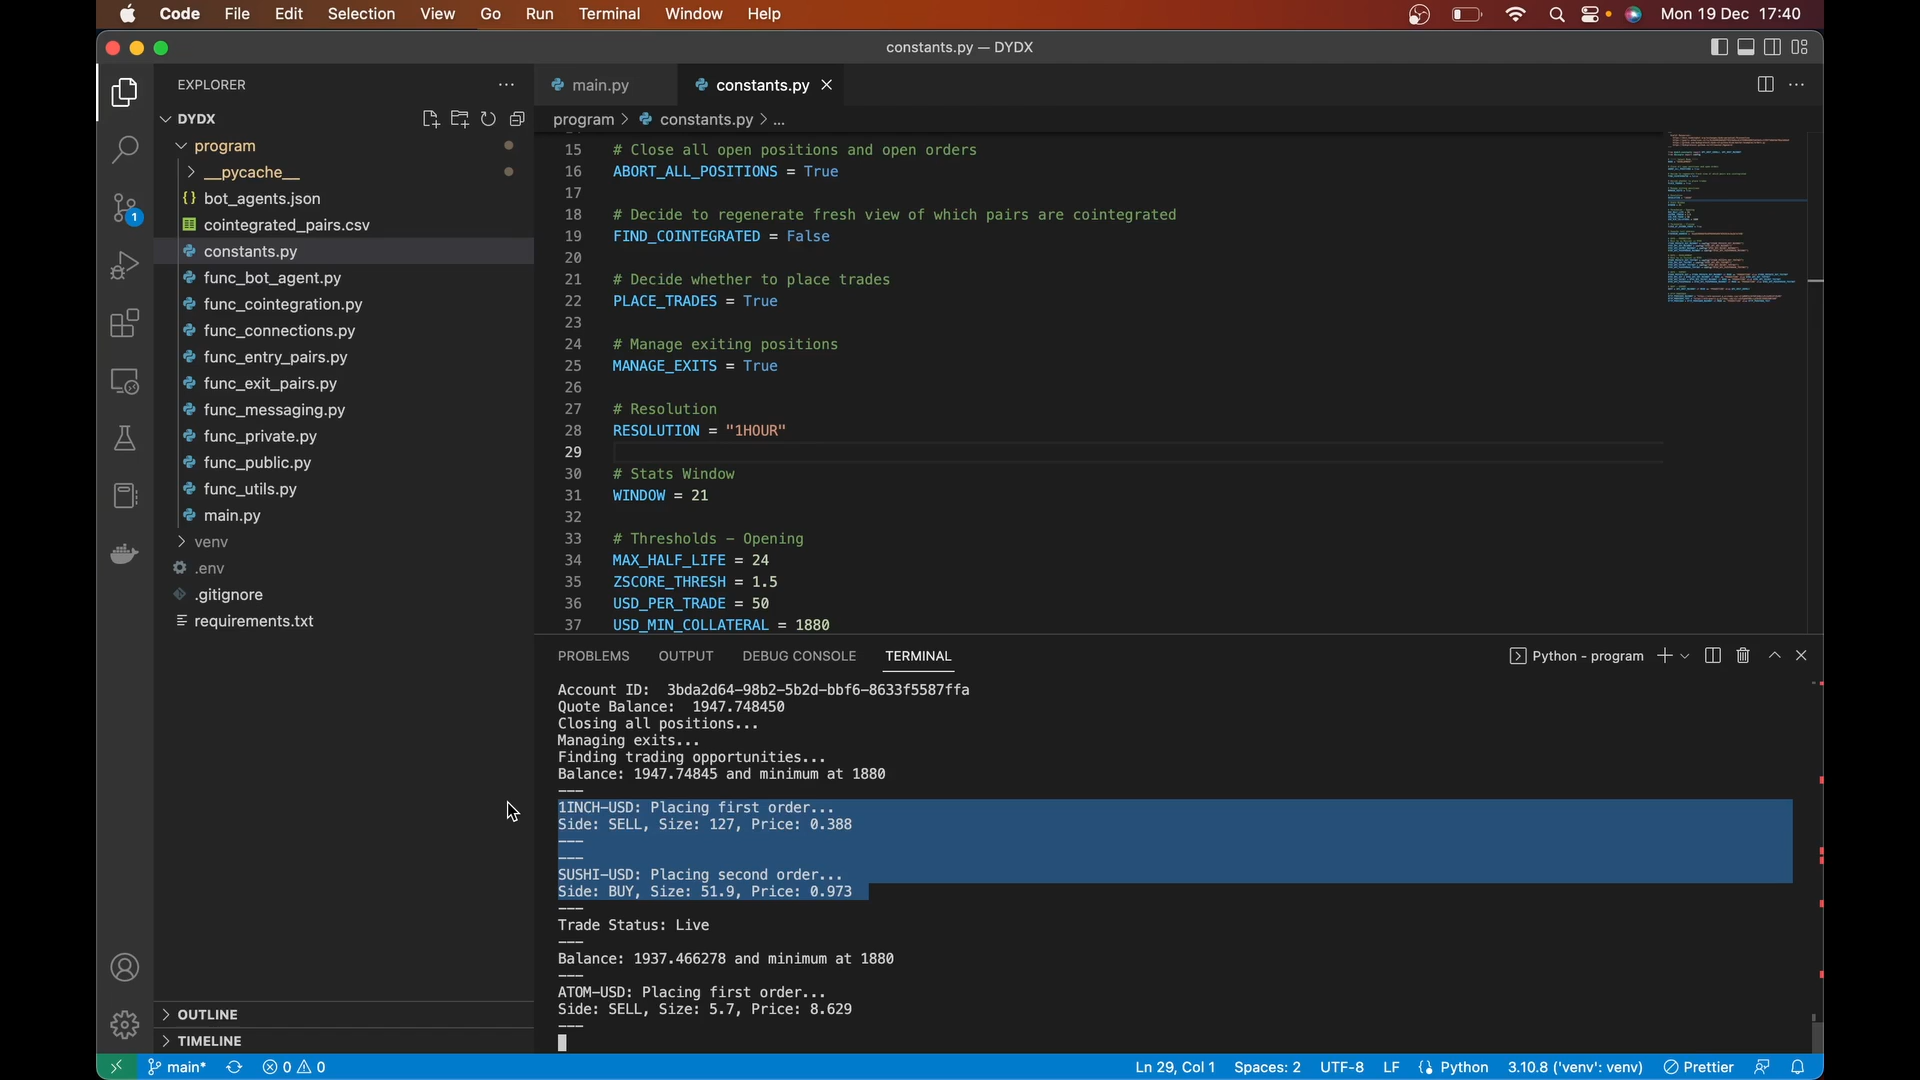 Code File Edit Selection View Go Run Terminal Window Help Mon 19 Dec 17:40
constants.py — DYDX
EXPLORER
DYDX
program
__pycache__
bot_agents.json
cointegrated_pairs.csv
constants.py
func_bot_agent.py
func_cointegration.py
func_connections.py
func_entry_pairs.py
func_exit_pairs.py
func_messaging.py
func_private.py
func_public.py
func_utils.py
main.py
venv
.env
.gitignore
requirements.txt
OUTLINE
TIMELINE
1
main.py constants.py
program > constants.py > ...
15 # Close all open positions and open orders
16 ABORT_ALL_POSITIONS = True
17
18 # Decide to regenerate fresh view of which pairs are cointegrated
19 FIND_COINTEGRATED = False
20
21 # Decide whether to place trades
22 PLACE_TRADES = True
23
24 # Manage exiting positions
25 MANAGE_EXITS = True
26
27 # Resolution
28 RESOLUTION = "1HOUR"
29
30 # Stats Window
31 WINDOW = 21
32
33 # Thresholds – Opening
34 MAX_HALF_LIFE = 24
35 ZSCORE_THRESH = 1.5
36 USD_PER_TRADE = 50
37 USD_MIN_COLLATERAL = 1880
PROBLEMS OUTPUT DEBUG CONSOLE TERMINAL Python - program
Account ID: 3bda2d64-98b2-5b2d-bbf6-8633f5587ffa
Quote Balance: 1947.748450
Closing all positions...
Managing exits...
Finding trading opportunities...
Balance: 1947.74845 and minimum at 1880
---
1INCH-USD: Placing first order...
Side: SELL, Size: 127, Price: 0.388
---
---
SUSHI-USD: Placing second order...
Side: BUY, Size: 51.9, Price: 0.973
---
Trade Status: Live
---
Balance: 1937.466278 and minimum at 1880
---
ATOM-USD: Placing first order...
Side: SELL, Size: 5.7, Price: 8.629
---
main* 0 0 Ln 29, Col 1 Spaces: 2 UTF-8 LF Python 3.10.8 ('venv': venv) Prettier